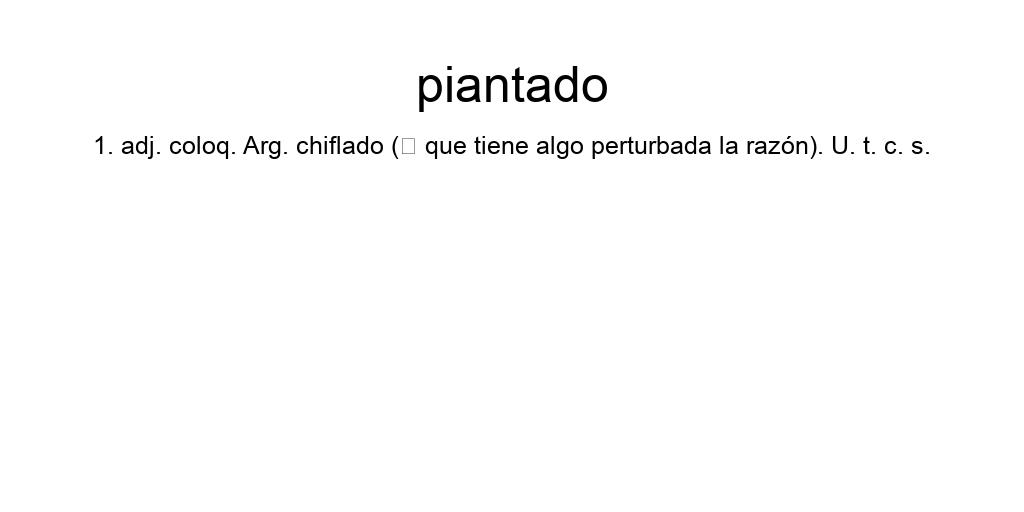 piantado
1. adj. coloq. Arg. chiflado (□ que tiene algo perturbada la razón). U. t. c. s.